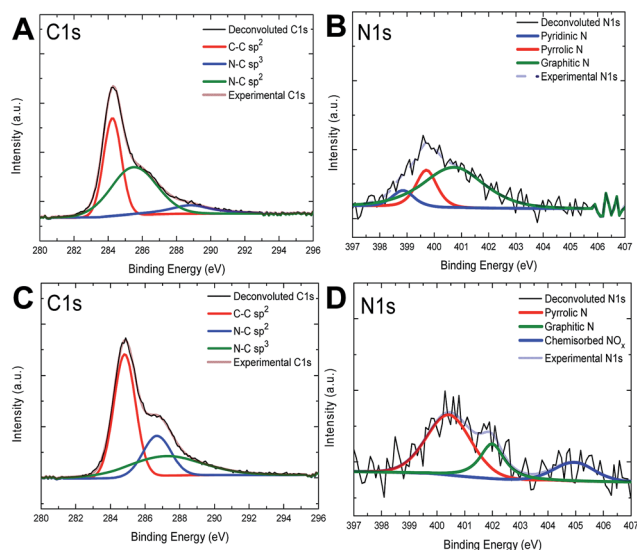 A
C1s
Deconvoluted C1s
C-C sp²
N-C sp³
N-C sp²
Experimental C1s
Intensity (a.u.)
280 282 284 286 288 290 292 294 296
Binding Energy (eV)
B
N1s
Deconvoluted N1s
Pyridinic N
Pyrrolic N
Graphitic N
Experimental N1s
Intensity (a.u.)
397 398 399 400 401 402 403 404 405 406 407
Binding Energy (eV)
C
C1s
Deconvoluted C1s
C-C sp²
N-C sp²
N-C sp³
Experimental C1s
Intensity (a.u.)
280 282 284 286 288 290 292 294 296
Binding Energy (eV)
D
N1s
Deconvoluted N1s
Pyrrolic N
Graphitic N
Chemisorbed NOₓ
Experimental N1s
Intensity (a.u.)
397 398 399 400 401 402 403 404 405 406 407
Binding Energy (eV)